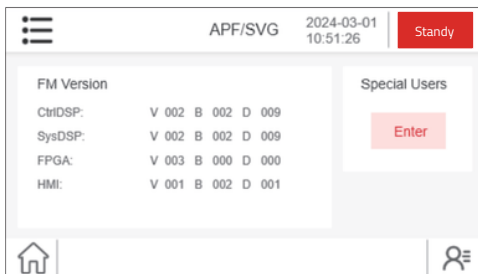 APF/SVG
2024-03-01
10:51:26
Standy
FM Version
CtrlDSP: V 002 B 002 D 009
SysDSP: V 002 B 002 D 009
FPGA: V 003 B 000 D 000
HMI: V 001 B 002 D 001
Special Users
Enter